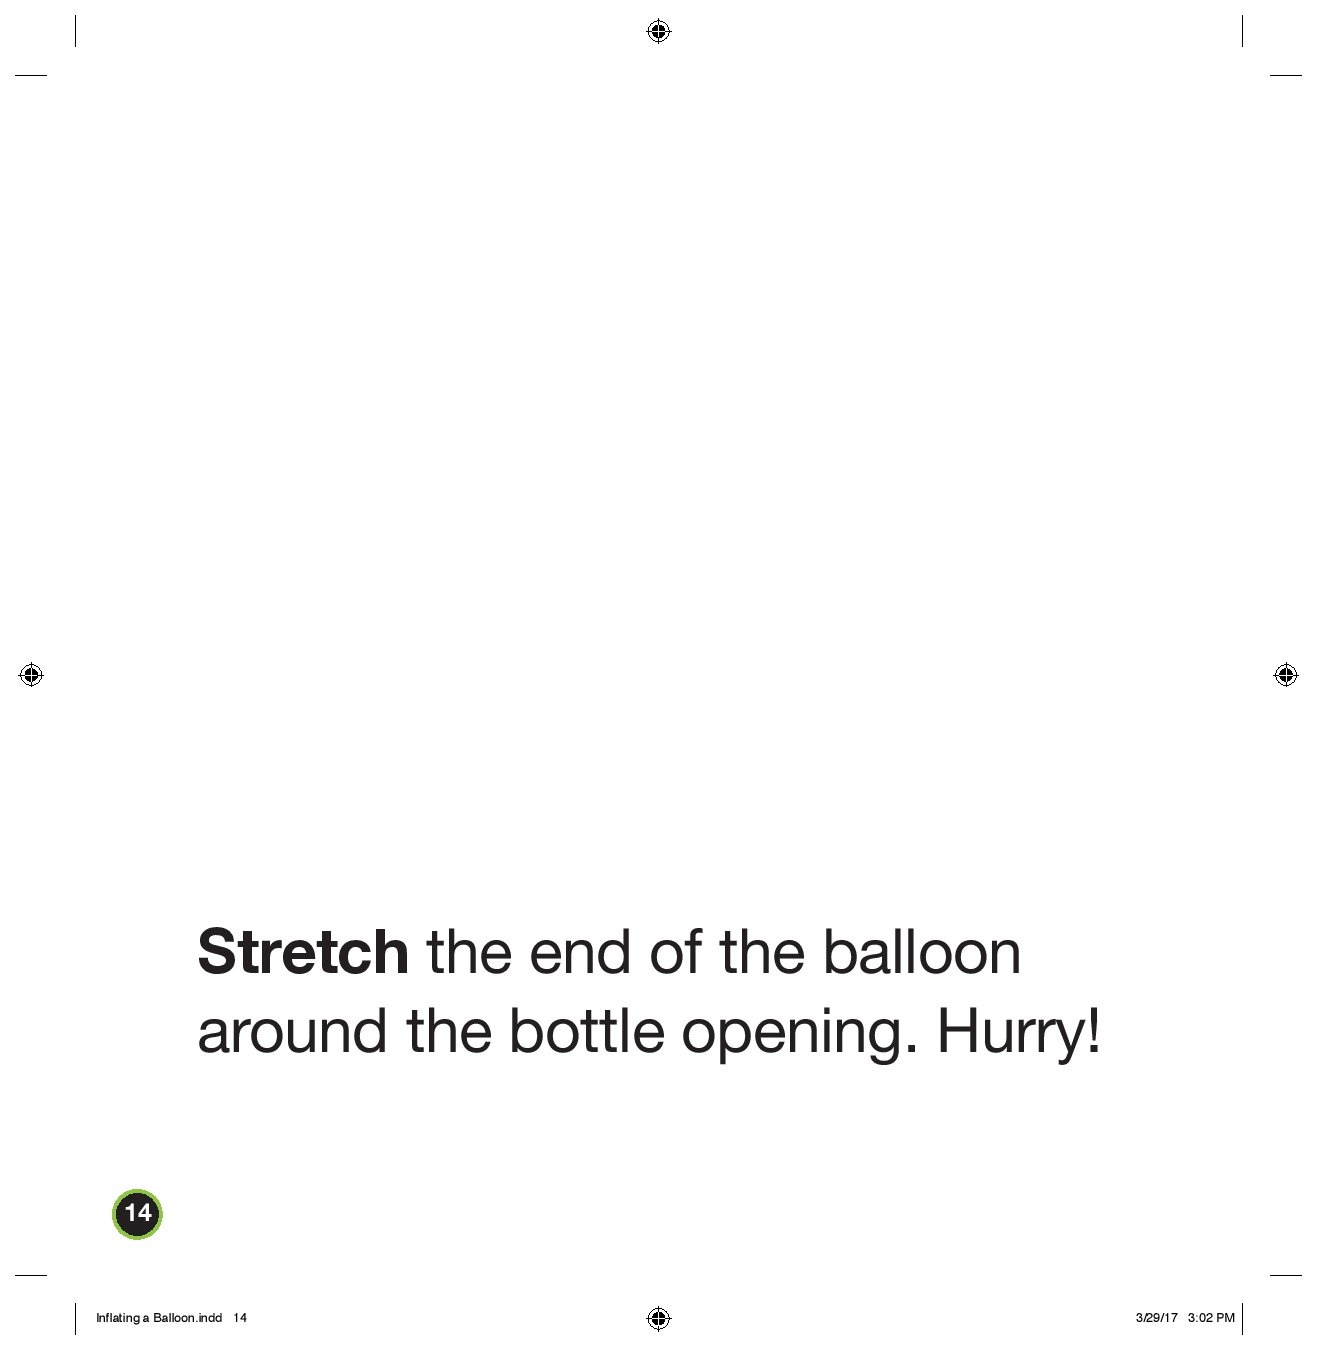 Stretch the end of the balloon
around the bottle opening. Hurry!
14
Inflating a Balloon.indd 14
3/29/17 3:02 PM